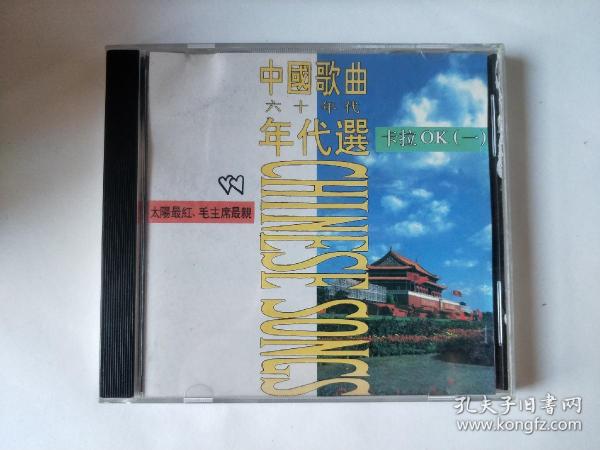 中國歌曲
六十年代
年代選
卡拉OK(一)
太陽最紅、毛主席最親
CHINESE SONGS
孔夫子旧书网
www.kongfz.com